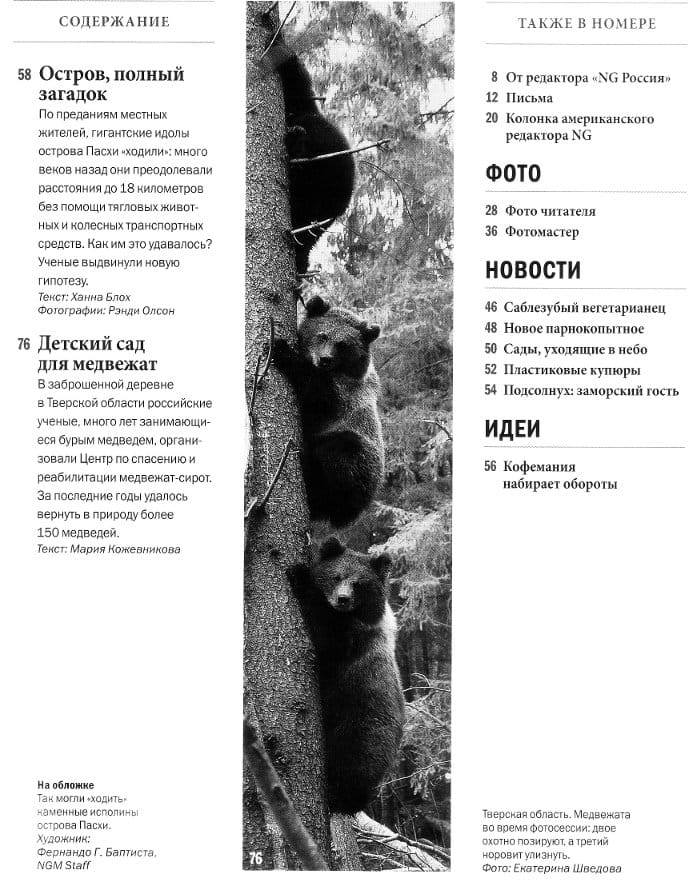 СОДЕРЖАНИЕ
58 Остров, полный
загадок
По преданиям местных
жителей, гигантские идолы
острова Пасхи «ходили»: много
веков назад они преодолевали
расстояния до 18 километров
без помощи тягловых живот-
ных и колесных транспортных
средств. Как им это удавалось?
Ученые выдвинули новую
гипотезу.
Текст: Ханна Блох
Фотографии: Рэнди Олсон
76 Детский сад
для медвежат
В заброшенной деревне
в Тверской области российские
ученые, много лет занимающи-
еся бурым медведем, органи-
зовали Центр по спасению и
реабилитации медвежат-сирот.
За последние годы удалось
вернуть в природу более
150 медведей.
Текст: Мария Кожевникова
На обложке
Так могли «ходить»
каменные исполины
острова Пасхи.
Художник:
Фернандо Г. Баптиста,
NGM Staff
76
ТАКЖЕ В НОМЕРЕ
8 От редактора «NG Россия»
12 Письма
20 Колонка американского
редактора NG
ФОТО
28 Фото читателя
36 Фотомастер
НОВОСТИ
46 Саблезубый вегетарианец
48 Новое парнокопытное
50 Сады, уходящие в небо
52 Пластиковые купюры
54 Подсолнух: заморский гость
ИДЕИ
56 Кофемания
набирает обороты
Тверская область. Медвежата
во время фотосессии: двое
охотно позируют, а третий
норовит улизнуть.
Фото: Екатерина Шведова